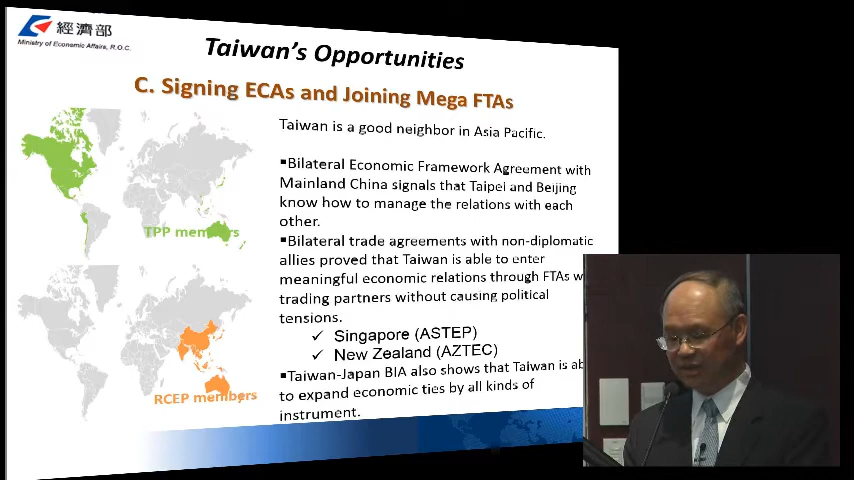 經濟部
Ministry of Economic Affairs, R.O.C.
Taiwan's Opportunities
C. Signing ECAs and Joining Mega FTAs
Taiwan is a good neighbor in Asia Pacific.
▪Bilateral Economic Framework Agreement with
Mainland China signals that Taipei and Beijing
know how to manage the relations with each
other.
▪Bilateral trade agreements with non-diplomatic
allies proved that Taiwan is able to enter
meaningful economic relations through FTAs w
trading partners without causing political
tensions.
✓ Singapore (ASTEP)
✓ New Zealand (AZTEC)
▪Taiwan-Japan BIA also shows that Taiwan is ab
to expand economic ties by all kinds of
instrument.
TPP members
RCEP members